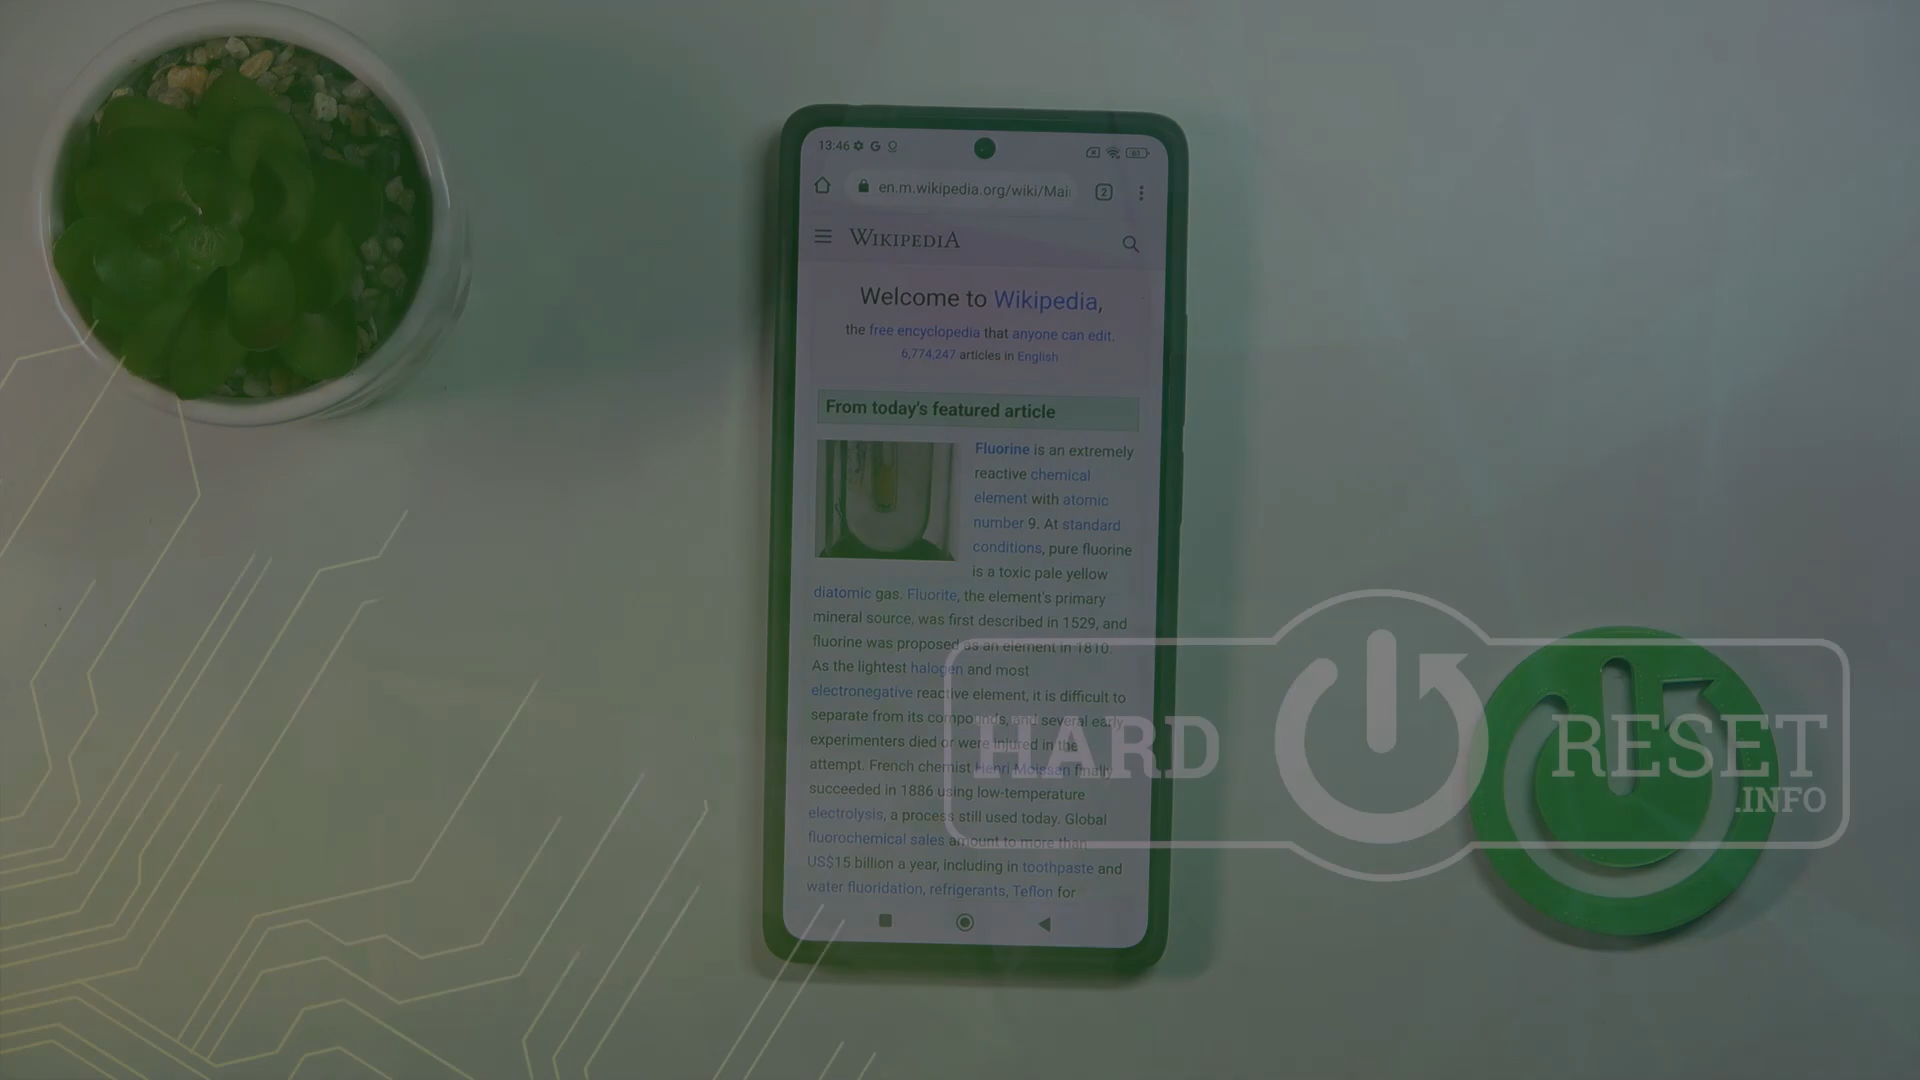 13:46
61
en.m.wikipedia.org/wiki/Mai
2
WIKIPEDIA
Welcome to Wikipedia,
the free encyclopedia that anyone can edit.
6,774,247 articles in English
From today's featured article
Fluorine is an extremely
reactive chemical
element with atomic
number 9. At standard
conditions, pure fluorine
is a toxic pale yellow
diatomic gas. Fluorite, the element's primary
mineral source, was first described in 1529, and
fluorine was proposed as an element in 1810.
As the lightest halogen and most
electronegative reactive element, it is difficult to
separate from its compounds, and several early
experimenters died or were injured in the
attempt. French chemist Henri Moissan finally
succeeded in 1886 using low-temperature
electrolysis, a process still used today. Global
fluorochemical sales amount to more than
US$15 billion a year, including in toothpaste and
water fluoridation, refrigerants, Teflon for
HARD RESET
.INFO